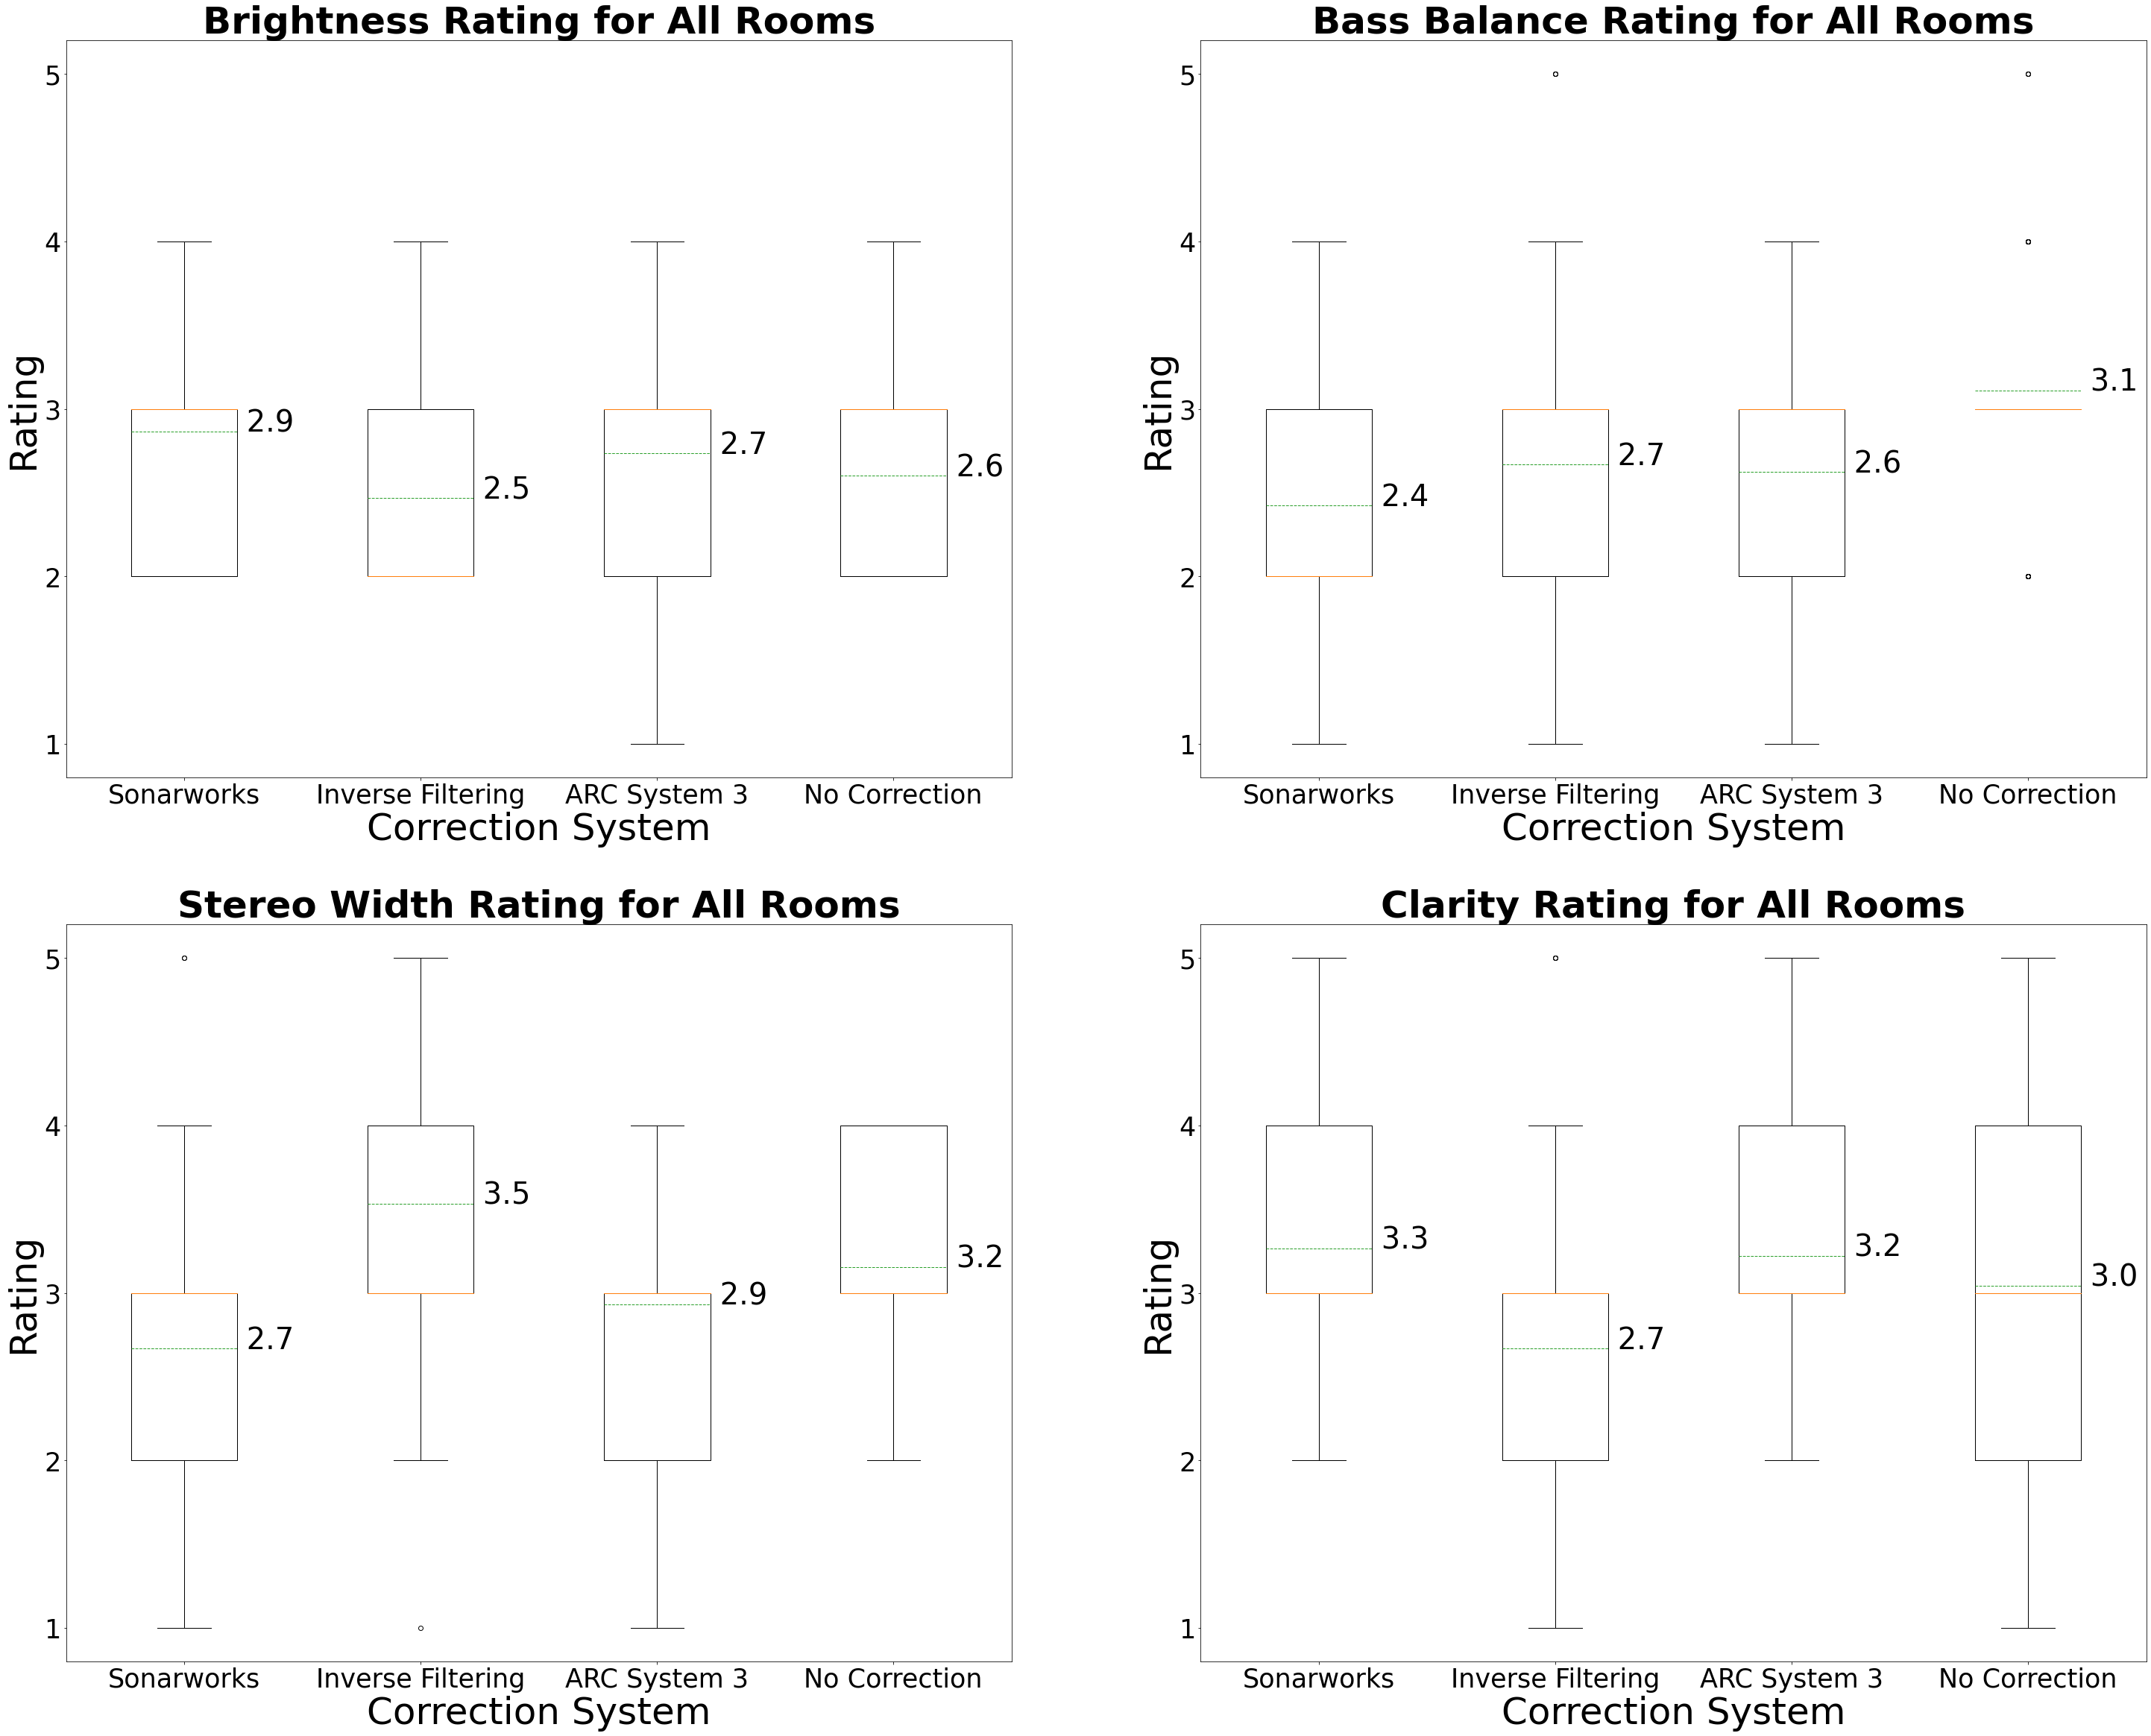 Brightness Rating for All Rooms
5
4
3
2
1
Rating
2.9
2.5
2.7
2.6
Sonarworks Inverse Filtering ARC System 3 No Correction
Correction System
Bass Balance Rating for All Rooms
5
4
3
2
1
Rating
2.4
2.7
2.6
3.1
Sonarworks Inverse Filtering ARC System 3 No Correction
Correction System
Stereo Width Rating for All Rooms
5
4
3
2
1
Rating
2.7
3.5
2.9
3.2
Sonarworks Inverse Filtering ARC System 3 No Correction
Correction System
Clarity Rating for All Rooms
5
4
3
2
1
Rating
3.3
2.7
3.2
3.0
Sonarworks Inverse Filtering ARC System 3 No Correction
Correction System